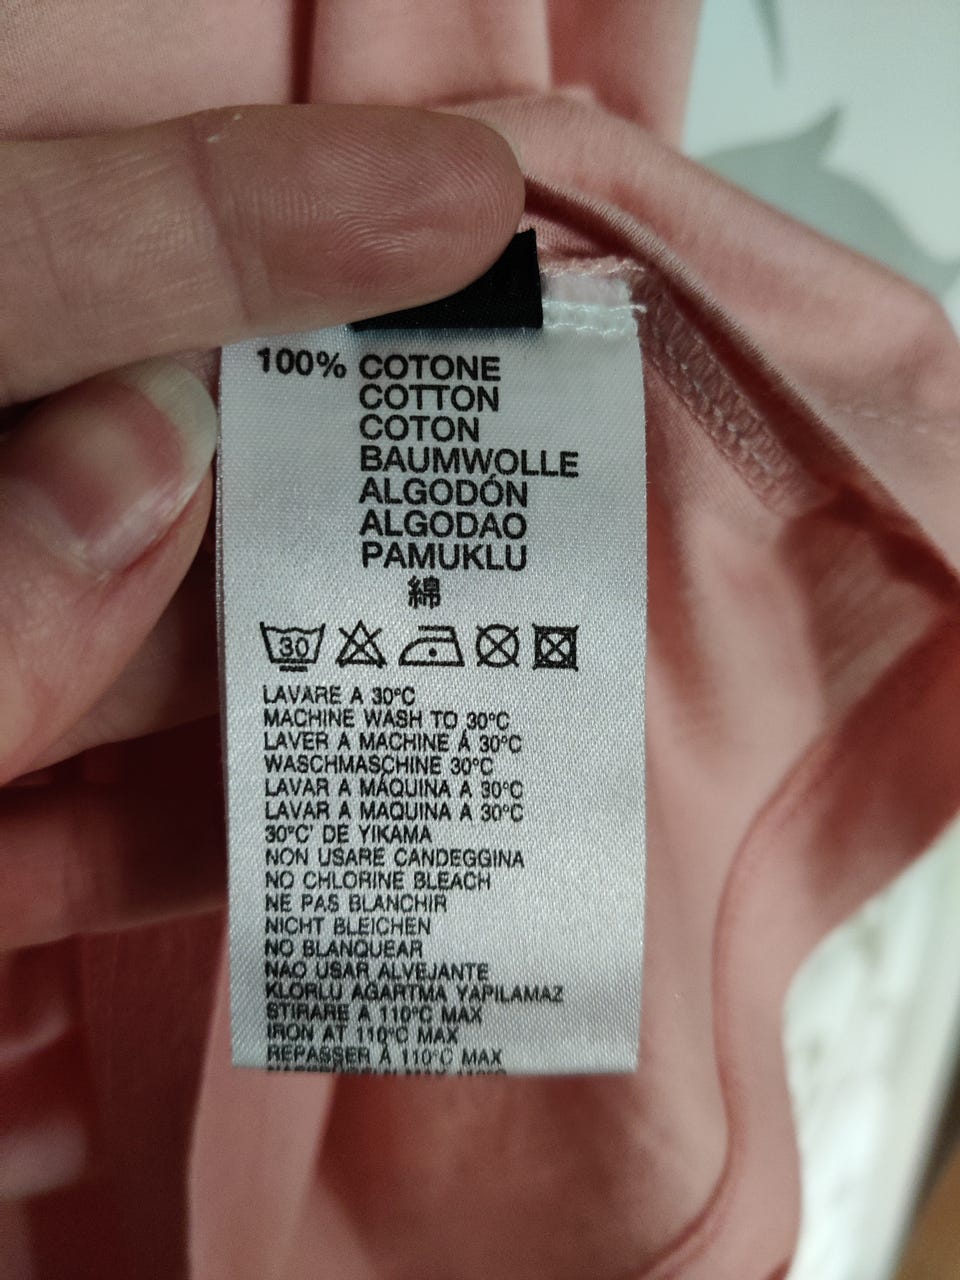 100% COTONE
COTTON
COTON
BAUMWOLLE
ALGODÓN
ALGODAO
PAMUKLU
綿
30
LAVARE A 30°C
MACHINE WASH TO 30°C
LAVER A MACHINE À 30°C
WASCHMASCHINE 30°C
LAVAR A MÁQUINA A 30°C
LAVAR A MAQUINA A 30°C
30°C' DE YIKAMA
NON USARE CANDEGGINA
NO CHLORINE BLEACH
NE PAS BLANCHIR
NICHT BLEICHEN
NO BLANQUEAR
NAO USAR ALVEJANTE
KLORLU AGARTMA YAPILAMAZ
STIRARE A 110°C MAX
IRON AT 110°C MAX
REPASSER À 110°C MAX